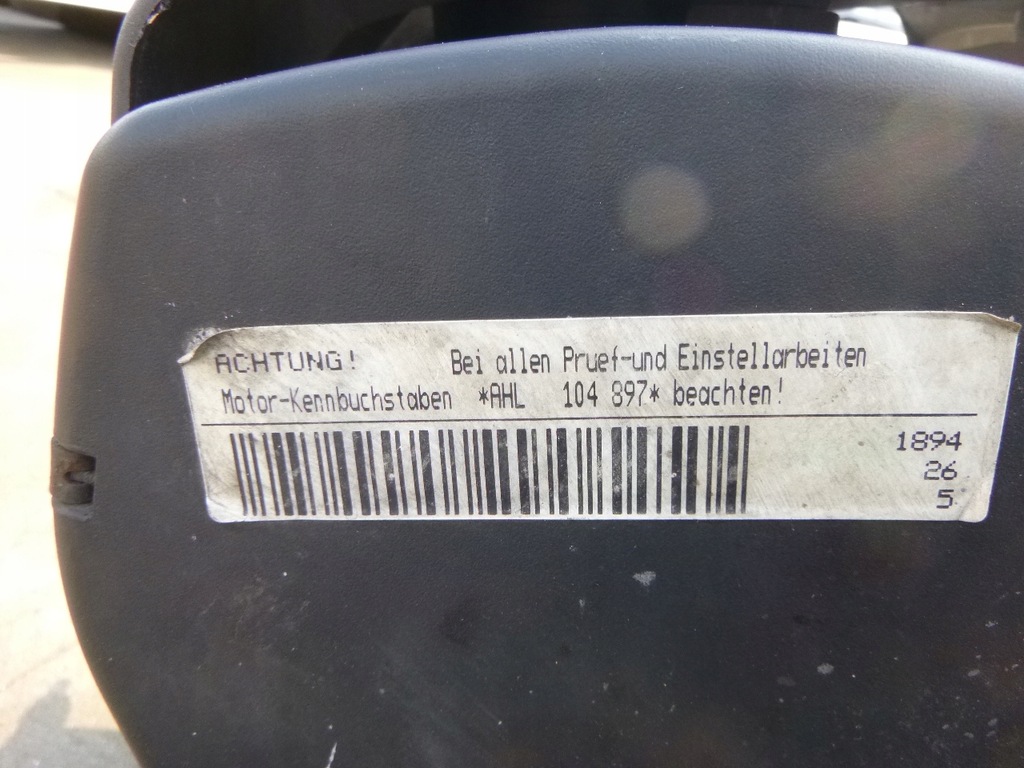 ACHTUNG! Bei allen Pruef-und Einstellarbeiten
Motor-Kennbuchstaben *AHL 104 897* beachten!
1894
26
5